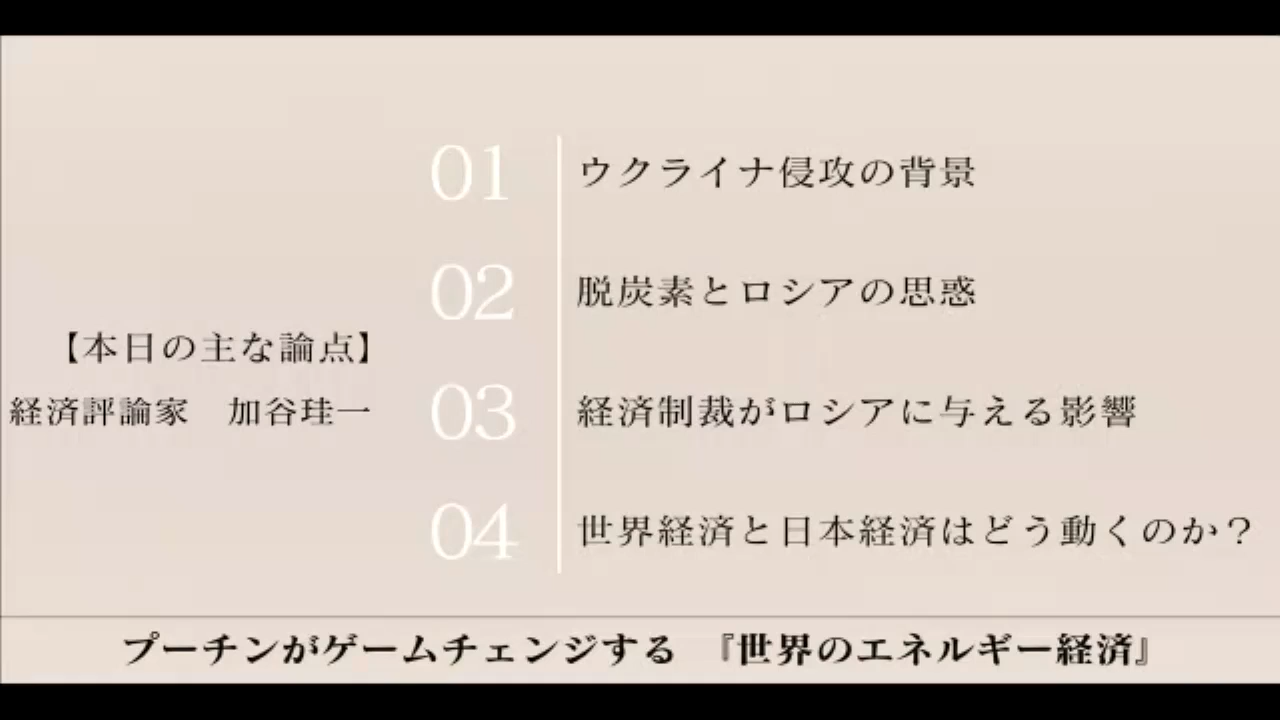 【本日の主な論点】
経済評論家 加谷珪一
01 ウクライナ侵攻の背景
02 脱炭素とロシアの思惑
03 経済制裁がロシアに与える影響
04 世界経済と日本経済はどう動くのか？
プーチンがゲームチェンジする 『世界のエネルギー経済』